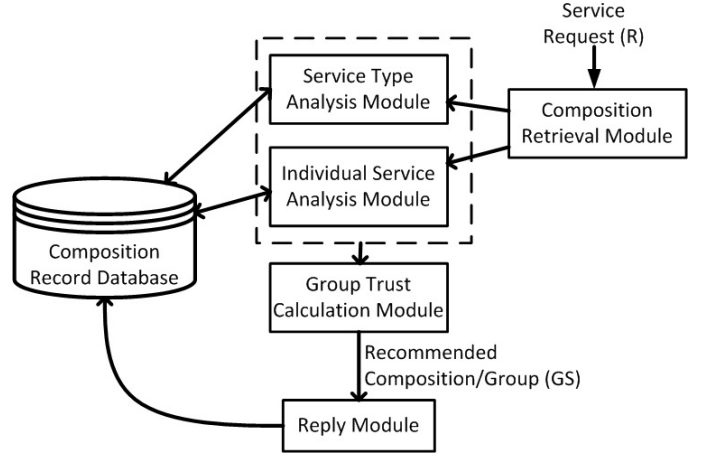 Service
Request (R)
Service Type
Analysis Module
Composition
Retrieval Module
Individual Service
Analysis Module
Composition
Record Database
Group Trust
Calculation Module
Recommended
Composition/Group (GS)
Reply Module